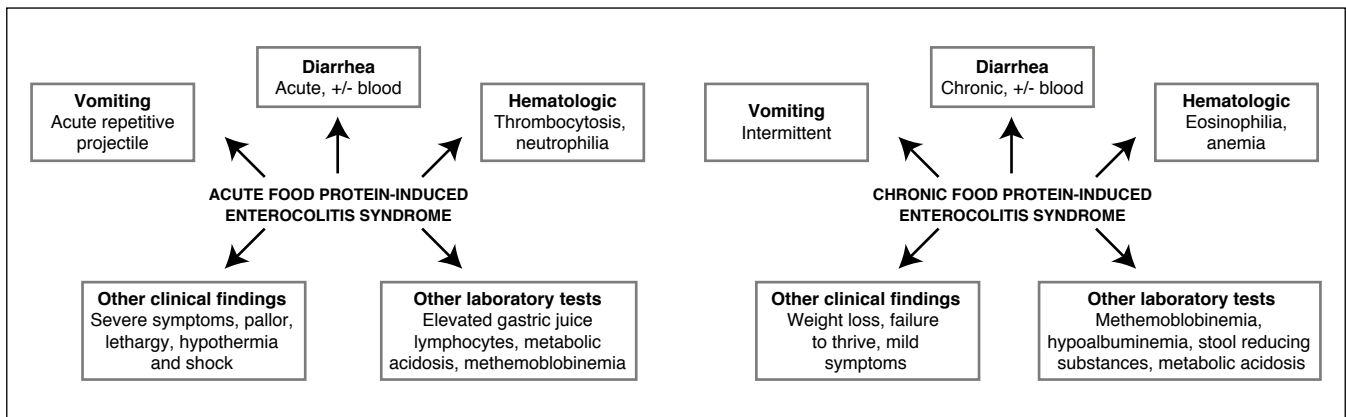 Vomiting
Acute repetitive
projectile
Diarrhea
Acute, +/- blood
Hematologic
Thrombocytosis,
neutrophilia
ACUTE FOOD PROTEIN-INDUCED
ENTEROCOLITIS SYNDROME
Other clinical findings
Severe symptoms, pallor,
lethargy, hypothermia
and shock
Other laboratory tests
Elevated gastric juice
lymphocytes, metabolic
acidosis, methemoblobinemia
Vomiting
Intermittent
Diarrhea
Chronic, +/- blood
Hematologic
Eosinophilia,
anemia
CHRONIC FOOD PROTEIN-INDUCED
ENTEROCOLITIS SYNDROME
Other clinical findings
Weight loss, failure
to thrive, mild
symptoms
Other laboratory tests
Methemoblobinemia,
hypoalbuminemia, stool reducing
substances, metabolic acidosis